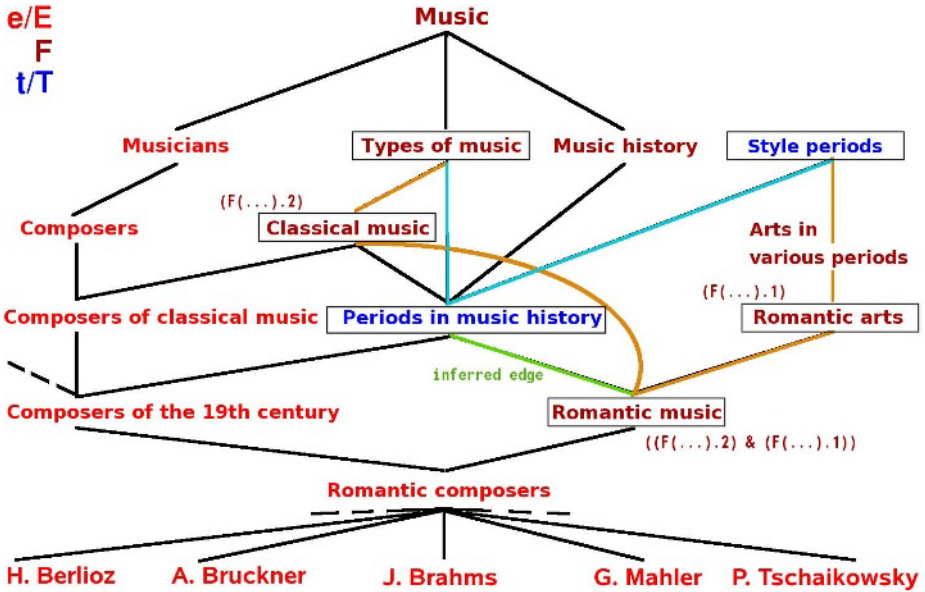 e/E
F
t/T
Music
Musicians
Types of music
Music history
Style periods
(F(...).2)
Composers
Classical music
Arts in
various periods
(F(...).1)
Composers of classical music
Periods in music history
Romantic arts
inferred edge
Composers of the 19th century
Romantic music
((F(...).2) & (F(...).1))
Romantic composers
H. Berlioz
A. Bruckner
J. Brahms
G. Mahler
P. Tschaikowsky